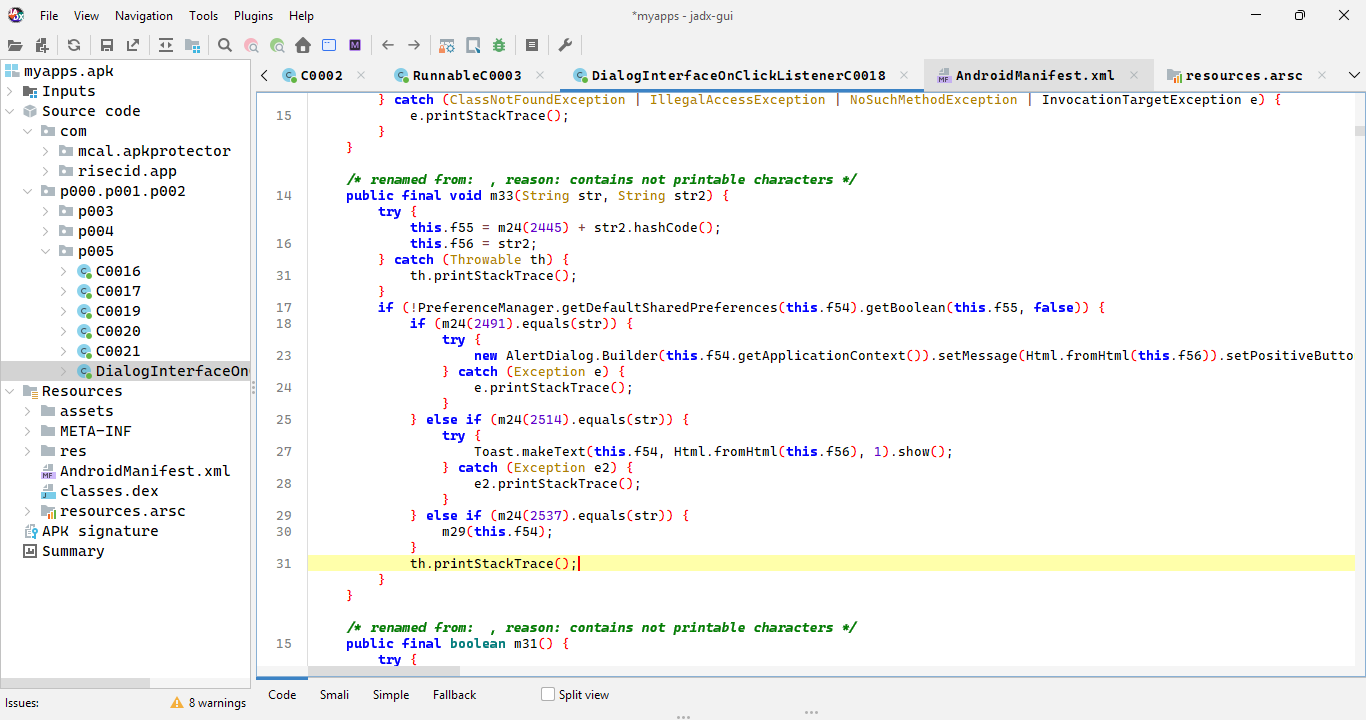 File View Navigation Tools Plugins Help *myapps - jadx-gui
myapps.apk
Inputs
Source code
com
mcal.apkprotector
risecid.app
p000.p001.p002
p003
p004
p005
C0016
C0017
C0019
C0020
C0021
DialogInterfaceOn
Resources
assets
META-INF
res
AndroidManifest.xml
classes.dex
resources.arsc
APK signature
Summary
Issues: 8 warnings
C0002 RunnableC0003 DialogInterfaceOnClickListenerC0018 AndroidManifest.xml resources.arsc
} catch (ClassNotFoundException | IllegalAccessException | NoSuchMethodException | InvocationTargetException e) {
15 e.printStackTrace();
}
}
/* renamed from:  , reason: contains not printable characters */
14 public final void m33(String str, String str2) {
try {
this.f55 = m24(2445) + str2.hashCode();
16 this.f56 = str2;
} catch (Throwable th) {
31 th.printStackTrace();
}
17 if (!PreferenceManager.getDefaultSharedPreferences(this.f54).getBoolean(this.f55, false)) {
18 if (m24(2491).equals(str)) {
try {
23 new AlertDialog.Builder(this.f54.getApplicationContext()).setMessage(Html.fromHtml(this.f56)).setPositiveButto
} catch (Exception e) {
24 e.printStackTrace();
}
25 } else if (m24(2514).equals(str)) {
try {
27 Toast.makeText(this.f54, Html.fromHtml(this.f56), 1).show();
} catch (Exception e2) {
28 e2.printStackTrace();
}
29 } else if (m24(2537).equals(str)) {
30 m29(this.f54);
}
31 th.printStackTrace();
}
}
/* renamed from:  , reason: contains not printable characters */
15 public final boolean m31() {
try {
Code Smali Simple Fallback Split view